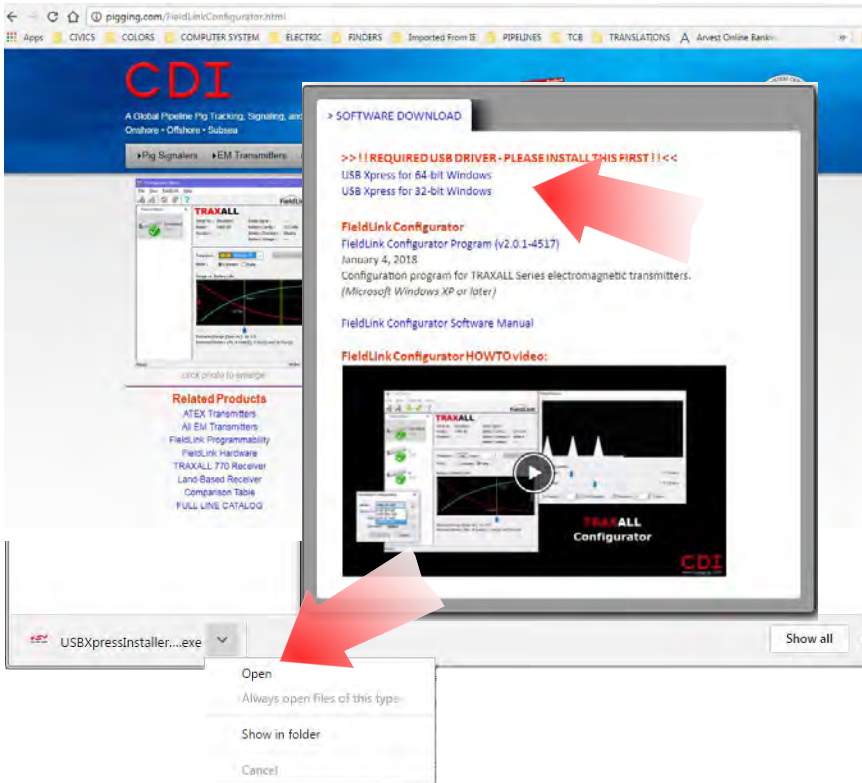 pigging.com/FieldLinkConfigurator.html
Apps CIVICS COLORS COMPUTER SYSTEM ELECTRIC FINDERS Imported From IE PIPELINES TCB TRANSLATIONS Arvest Online Bankin
CDI
A Global Pipeline Pig Tracking, Signaling, and
Onshore • Offshore • Subsea
Pig Signalers EM Transmitters
TRAXALL
click photo to enlarge
Related Products
ATEX Transmitters
All EM Transmitters
FieldLink Programmability
FieldLink Hardware
TRAXALL 770 Receiver
Land-Based Receiver
Comparison Table
FULL LINE CATALOG
> SOFTWARE DOWNLOAD
>> !! REQUIRED USB DRIVER - PLEASE INSTALL THIS FIRST !! <<
USB Xpress for 64-bit Windows
USB Xpress for 32-bit Windows
FieldLink Configurator
FieldLink Configurator Program (v2.0.1-4517)
January 4, 2018
Configuration program for TRAXALL Series electromagnetic transmitters.
(Microsoft Windows XP or later)
FieldLink Configurator Software Manual
FieldLink Configurator HOWTO video:
TRAXALL
FieldLink
TRAXALL
Configurator
CDI
USBXpressInstaller....exe
Show all
Open
Always open files of this type
Show in folder
Cancel